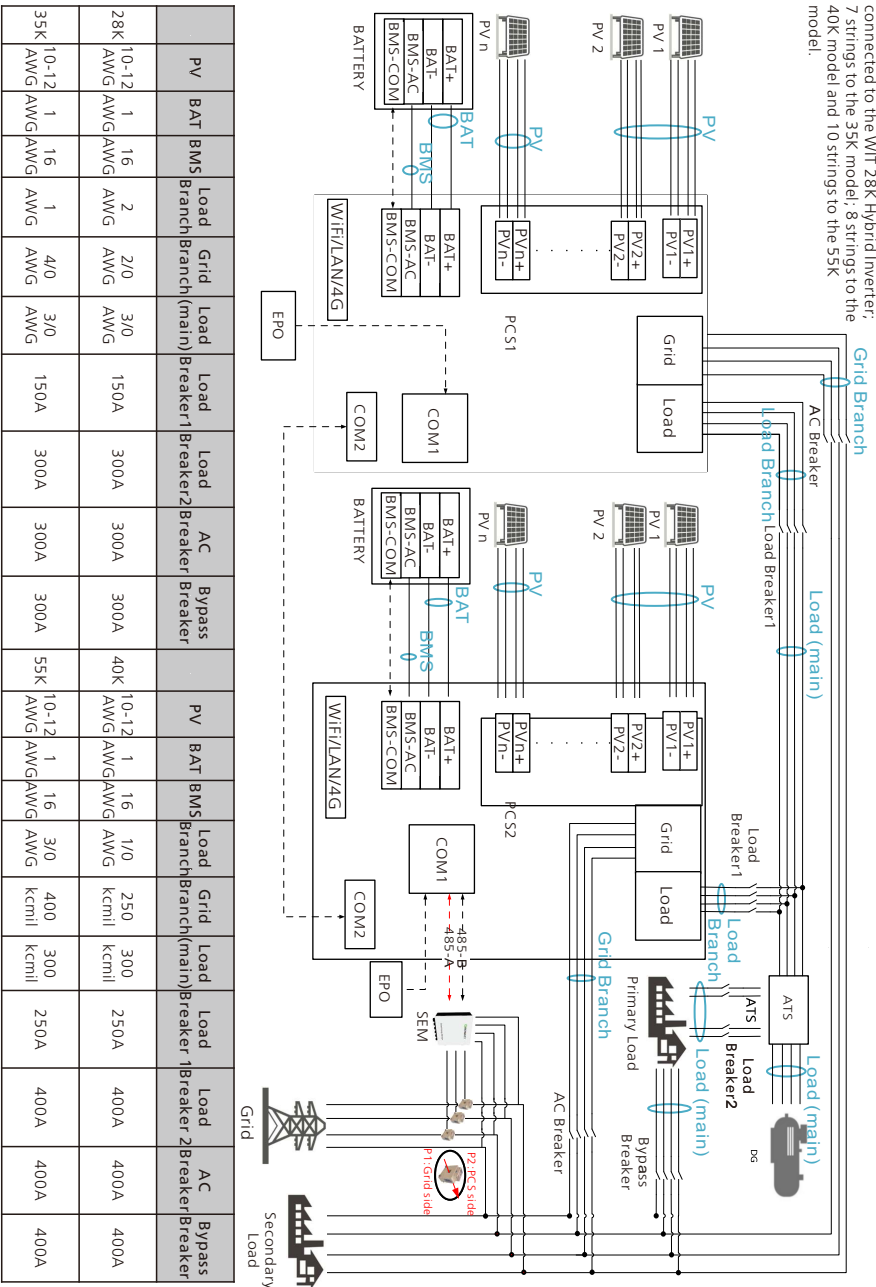 connected to the WIT 28K Hybrid Inverter;
7 strings to the 35K model; 8 strings to the
40K model and 10 strings to the 55K
model.
Grid Branch
AC Breaker
Load Branch
Load Breaker1
Load (main)
Load
Breaker1
Load
Branch
ATS
Load (main)
DG
ATS
Load
Breaker2
Primary Load
Load (main)
Bypass
Breaker
Grid Branch
AC Breaker
PV 1
PV 2
PV n
PV
PV
PV1+
PV1-
PV2+
PV2-
PVn+
PVn-
Grid
Load
PCS1
BAT+
BAT-
BMS-AC
BMS-COM
BATTERY
BAT
BMS
BAT+
BAT-
BMS-AC
BMS-COM
WiFi/LAN/4G
COM1
COM2
EPO
PV 1
PV 2
PV n
PV
PV
PV1+
PV1-
PV2+
PV2-
PVn+
PVn-
Grid
Load
PCS2
BAT+
BAT-
BMS-AC
BMS-COM
BATTERY
BAT
BMS
BAT+
BAT-
BMS-AC
BMS-COM
WiFi/LAN/4G
COM1
COM2
485-B
485-A
EPO
SEM
P2:PCS side
P1:Grid side
Grid
Secondary
Load
PV BAT BMS Load Branch Grid Branch Load (main) Load Breaker1 Load Breaker2 AC Breaker Bypass Breaker PV BAT BMS Load Branch Grid Branch Load (main) Load Breaker 1 Load Breaker 2 AC Breaker Bypass Breaker
28K 10-12 AWG 1 AWG 16 AWG 2 AWG 2/0 AWG 3/0 AWG 150A 300A 300A 300A 40K 10-12 AWG 1 AWG 16 AWG 1/0 AWG 250 kcmil 300 kcmil 250A 400A 400A 400A
35K 10-12 AWG 1 AWG 16 AWG 1 AWG 4/0 AWG 3/0 AWG 150A 300A 300A 300A 55K 10-12 AWG 1 AWG 16 AWG 3/0 AWG 400 kcmil 300 kcmil 250A 400A 400A 400A